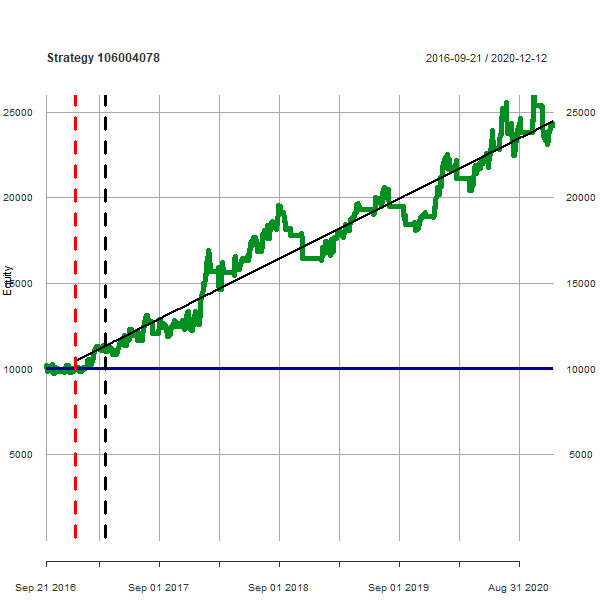 Strategy 106004078
2016-09-21 / 2020-12-12
25000
25000
20000
20000
Equity
15000
15000
10000
10000
5000
5000
Sep 21 2016
Sep 01 2017
Sep 01 2018
Sep 01 2019
Aug 31 2020